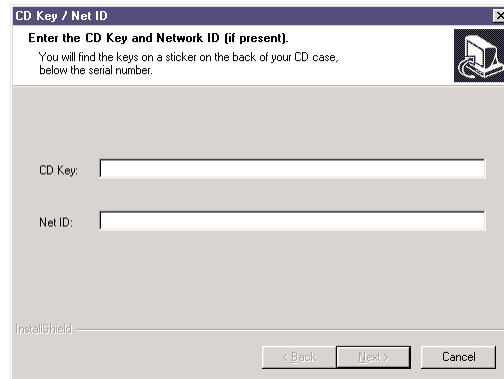 CD Key / Net ID
Enter the CD Key and Network ID (if present).
You will find the keys on a sticker on the back of your CD case,
below the serial number.
CD Key:
Net ID:
InstallShield
< Back Next > Cancel